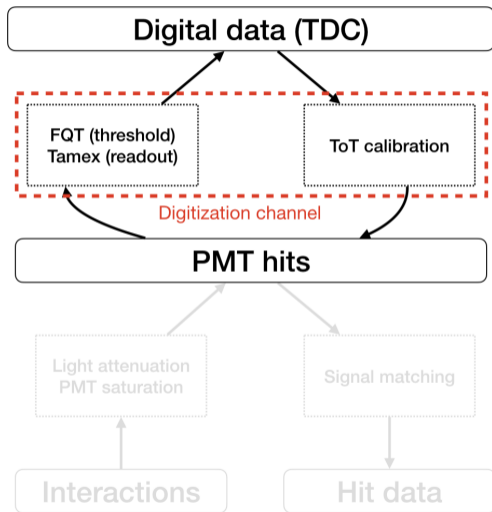 Digital data (TDC)
FQT (threshold)
Tamex (readout)
ToT calibration
Digitization channel
PMT hits
Light attenuation
PMT saturation
Signal matching
Interactions
Hit data